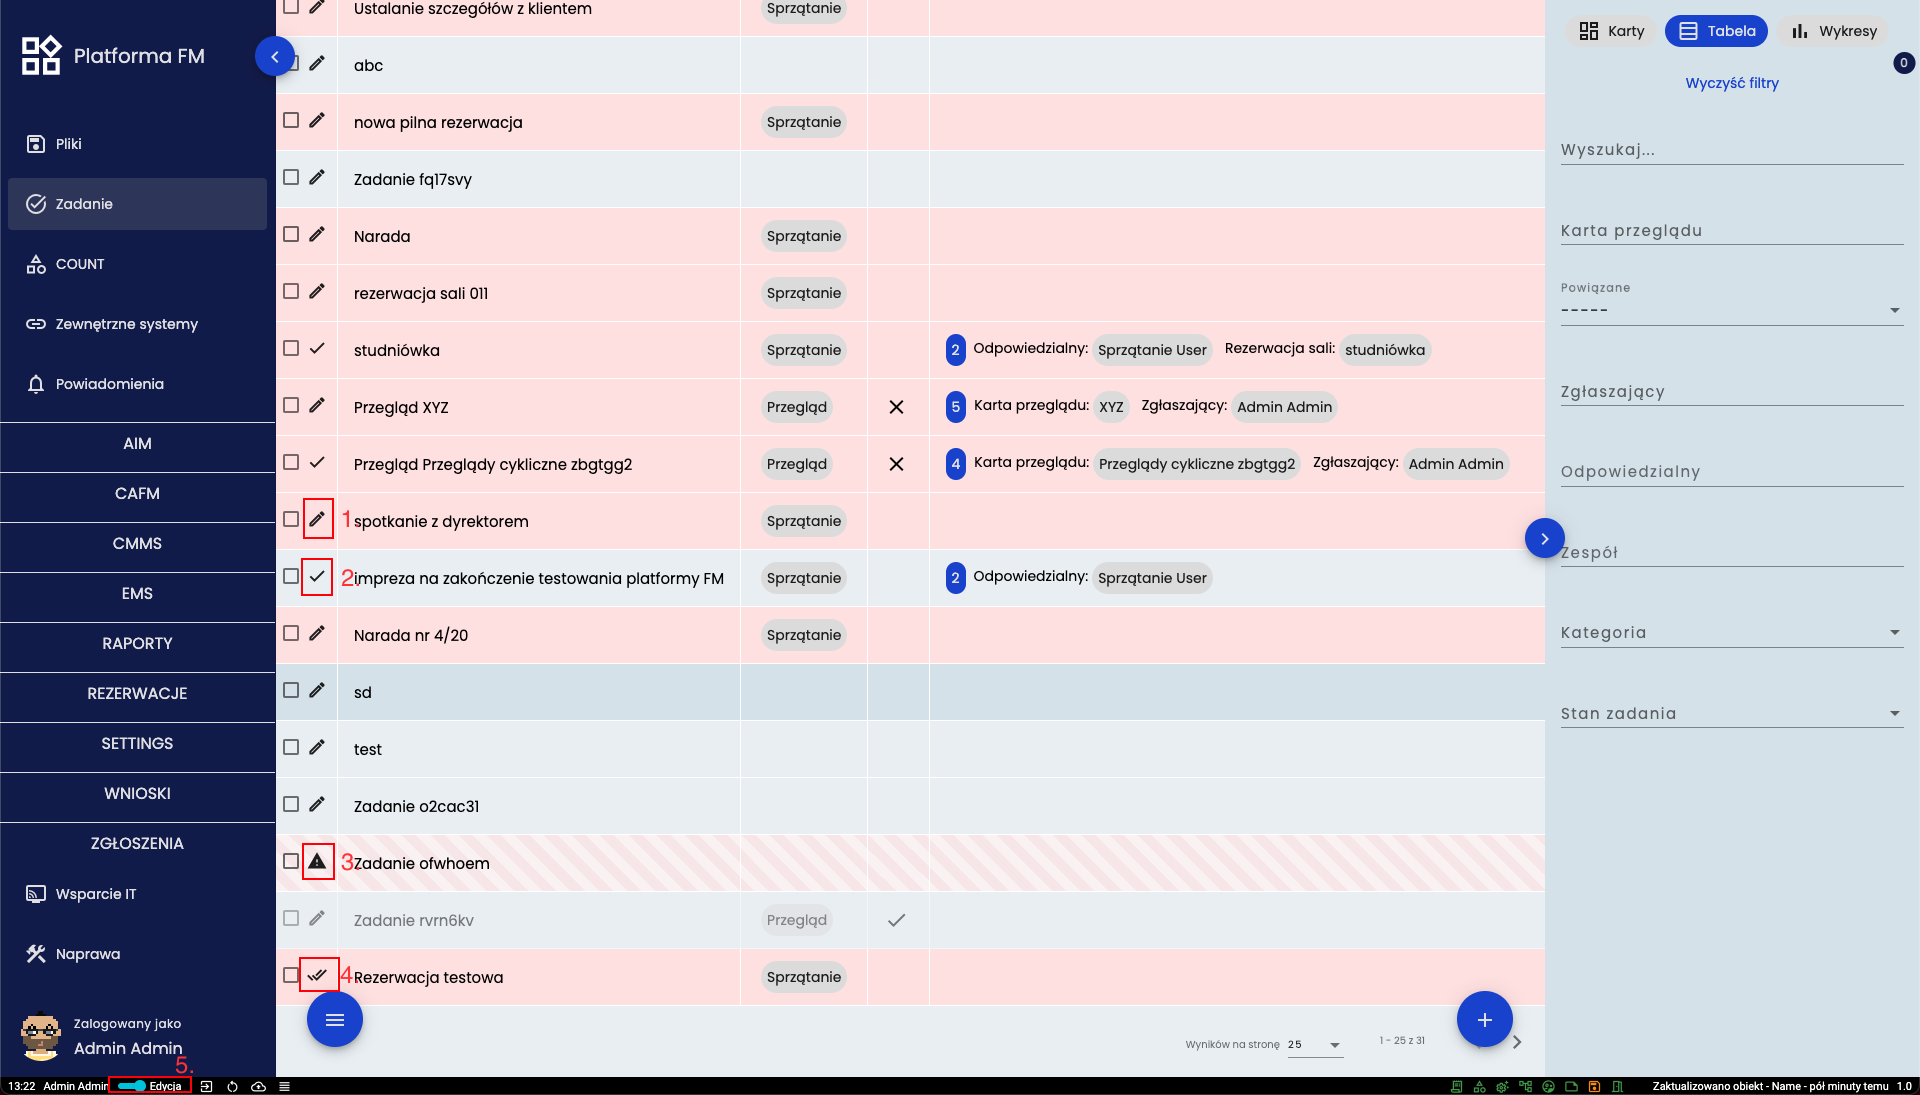 Platforma FM
Pliki
Zadanie
COUNT
Zewnętrzne systemy
Powiadomienia
AIM
CAFM
CMMS
EMS
RAPORTY
REZERWACJE
SETTINGS
WNIOSKI
ZGŁOSZENIA
Wsparcie IT
Naprawa
Zalogowany jako
Admin Admin
5.
Ustalanie szczegółów z klientem Sprzątanie
abc
nowa pilna rezerwacja Sprzątanie
Zadanie fq17svy
Narada Sprzątanie
rezerwacja sali 011 Sprzątanie
studniówka Sprzątanie 2 Odpowiedzialny: Sprzątanie User Rezerwacja sali: studniówka
Przegląd XYZ Przegląd 5 Karta przeglądu: XYZ Zgłaszający: Admin Admin
Przegląd Przeglądy cykliczne zbgtgg2 Przegląd 4 Karta przeglądu: Przeglądy cykliczne zbgtgg2 Zgłaszający: Admin Admin
1. spotkanie z dyrektorem Sprzątanie
2. impreza na zakończenie testowania platformy FM Sprzątanie 2 Odpowiedzialny: Sprzątanie User
Narada nr 4/20 Sprzątanie
sd
test
Zadanie o2cac31
3. Zadanie ofwhoem
Zadanie rvrn6kv Przegląd
4. Rezerwacja testowa Sprzątanie
Wyników na stronę 25 1 - 25 z 31
Karty Tabela Wykresy
0
Wyczyść filtry
Wyszukaj...
Karta przeglądu
Powiązane
-----
Zgłaszający
Odpowiedzialny
Zespół
Kategoria
Stan zadania
13:22 Admin Admin Edycja Zaktualizowano obiekt - Name - pół minuty temu 1.0